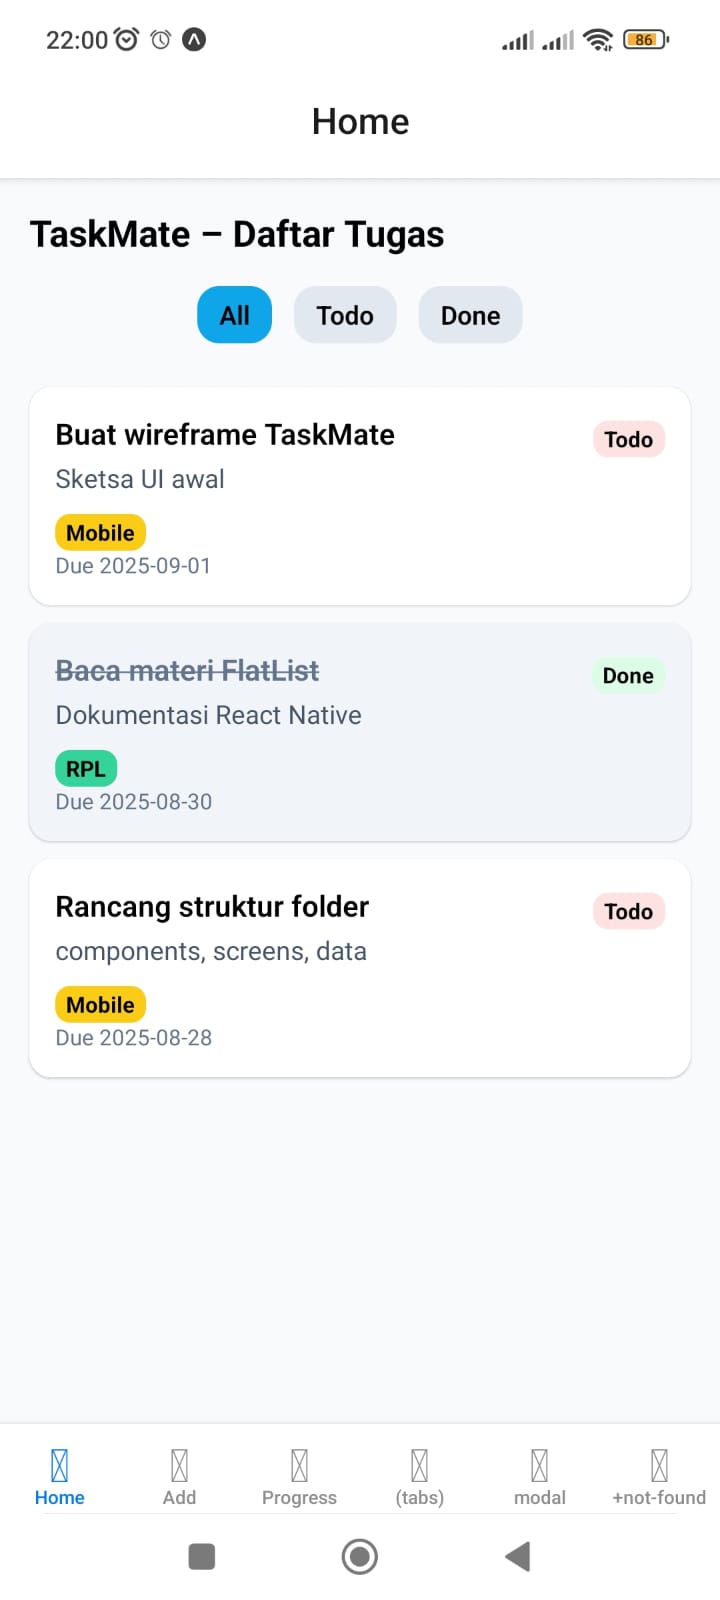 22:00
86
Home
TaskMate – Daftar Tugas
All Todo Done
Buat wireframe TaskMate
Todo
Sketsa UI awal
Mobile
Due 2025-09-01
Baca materi FlatList
Done
Dokumentasi React Native
RPL
Due 2025-08-30
Rancang struktur folder
Todo
components, screens, data
Mobile
Due 2025-08-28
Home Add Progress (tabs) modal +not-found